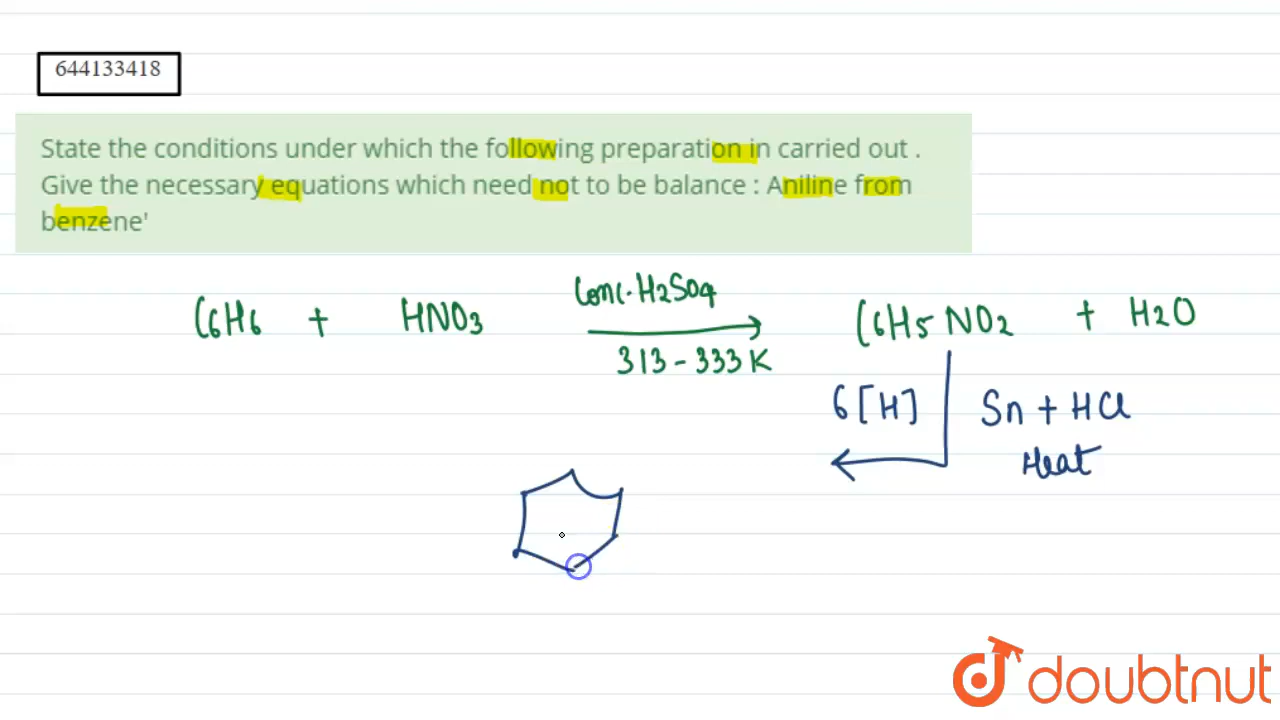 644133418
State the conditions under which the following preparation in carried out .
Give the necessary equations which need not to be balance : Aniline from
benzene'
C6H6 + HNO3 Conc. H2SO4 313-333K C6H5NO2 + H2O
6[H] Sn + HCl
Heat
doubtnut